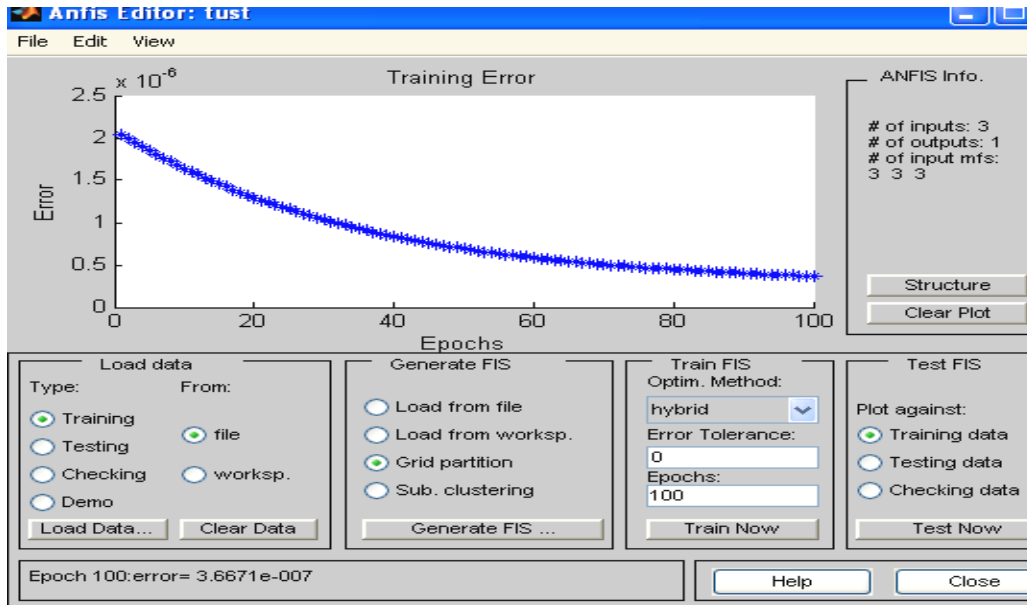 Anfis Editor: tust
File Edit View
x 10-6
Training Error
2.5
2
1.5
1
0.5
0
Error
0 20 40 60 80 100
Epochs
ANFIS Info.
# of inputs: 3
# of outputs: 1
# of input mfs:
3 3 3
Structure
Clear Plot
Load data
Type: From:
Training
Testing
Checking
Demo
file
worksp.
Load Data... Clear Data
Generate FIS
Load from file
Load from worksp.
Grid partition
Sub. clustering
Generate FIS ...
Train FIS
Optim. Method:
hybrid
Error Tolerance:
0
Epochs:
100
Train Now
Test FIS
Plot against:
Training data
Testing data
Checking data
Test Now
Epoch 100:error= 3.6671e-007
Help Close